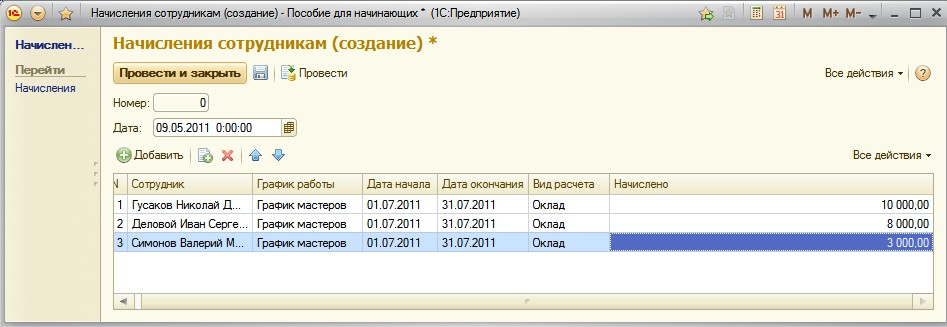 Начисления сотрудникам (создание) - Пособие для начинающих * (1С:Предприятие)
31 M M+ M-
Начислен...
Перейти
Начисления
Начисления сотрудникам (создание) *
Провести и закрыть Провести Все действия ?
Номер: 0
Дата: 09.05.2011 0:00:00
Добавить Все действия
N Сотрудник График работы Дата начала Дата окончания Вид расчета Начислено
1 Гусаков Николай Д... График мастеров 01.07.2011 31.07.2011 Оклад 10 000,00
2 Деловой Иван Серге... График мастеров 01.07.2011 31.07.2011 Оклад 8 000,00
3 Симонов Валерий М... График мастеров 01.07.2011 31.07.2011 Оклад 3 000,00